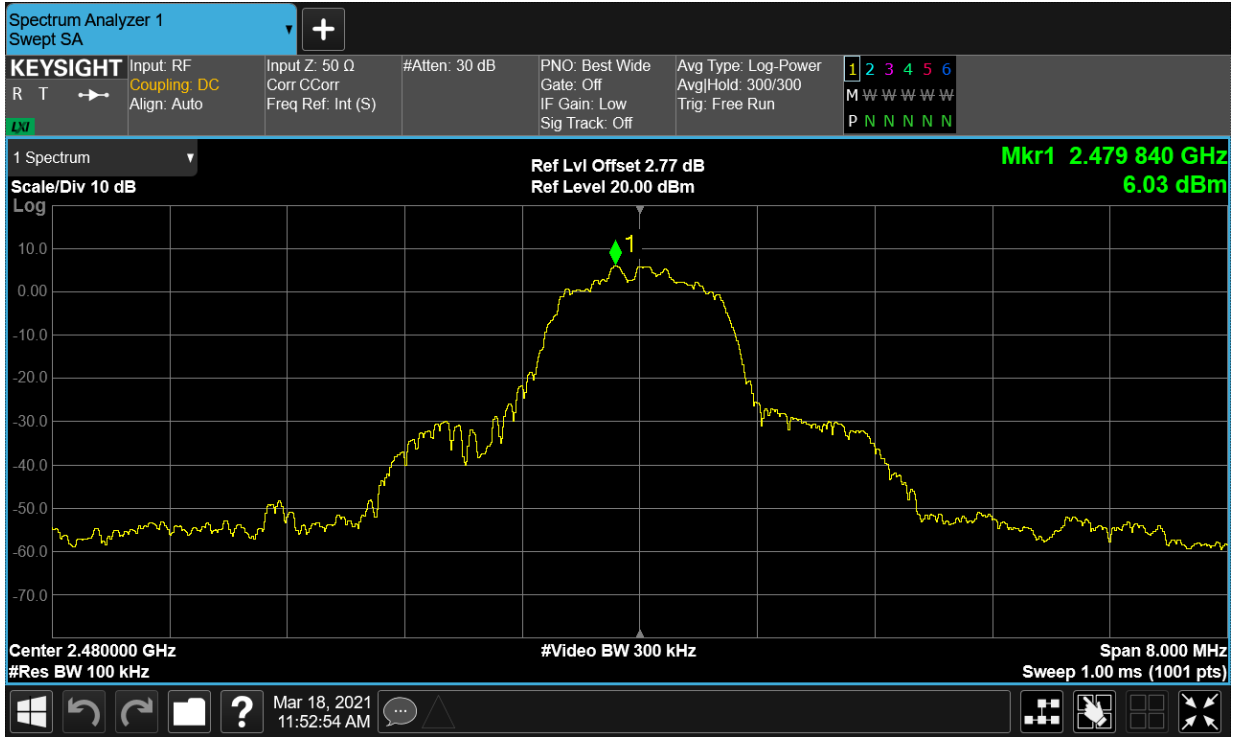 Spectrum Analyzer 1
Swept SA
KEYSIGHT
R T
LXI
Input: RF
Coupling: DC
Align: Auto
Input Z: 50 Ω
Corr CCorr
Freq Ref: Int (S)
#Atten: 30 dB
PNO: Best Wide
Gate: Off
IF Gain: Low
Sig Track: Off
Avg Type: Log-Power
Avg|Hold: 300/300
Trig: Free Run
1 2 3 4 5 6
M W W W W W
P N N N N N
1 Spectrum
Scale/Div 10 dB
Log
Ref Lvl Offset 2.77 dB
Ref Level 20.00 dBm
Mkr1 2.479 840 GHz
6.03 dBm
1
10.0
0.00
-10.0
-20.0
-30.0
-40.0
-50.0
-60.0
-70.0
Center 2.480000 GHz
#Res BW 100 kHz
#Video BW 300 kHz
Span 8.000 MHz
Sweep 1.00 ms (1001 pts)
?
Mar 18, 2021
11:52:54 AM